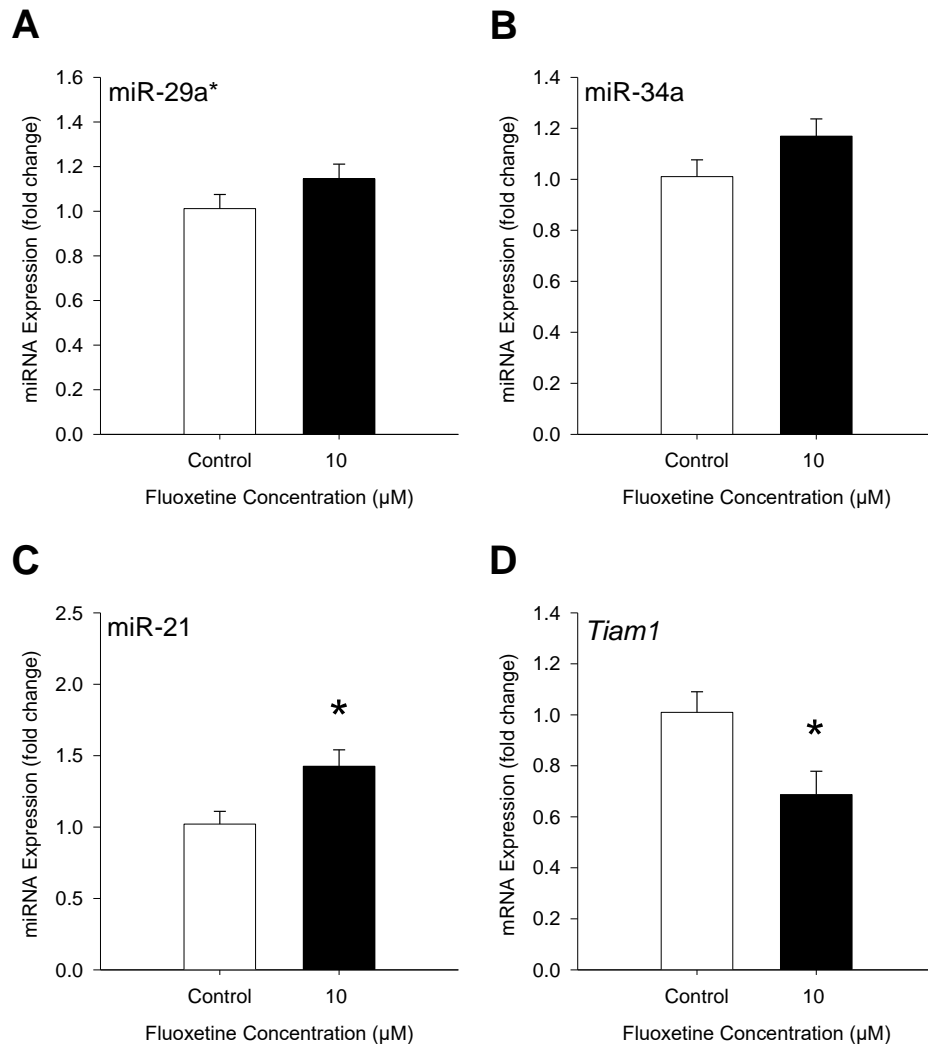 A
miRNA Expression (fold change)
1.6
1.4
1.2
1.0
0.8
0.6
0.4
0.2
0.0
miR-29a*
Control 10
Fluoxetine Concentration (µM)
B
miRNA Expression (fold change)
1.4
1.2
1.0
0.8
0.6
0.4
0.2
0.0
miR-34a
Control 10
Fluoxetine Concentration (µM)
C
miRNA Expression (fold change)
2.5
2.0
1.5
1.0
0.5
0.0
miR-21
*
Control 10
Fluoxetine Concentration (µM)
D
mRNA Expression (fold change)
1.4
1.2
1.0
0.8
0.6
0.4
0.2
0.0
Tiam1
*
Control 10
Fluoxetine Concentration (µM)